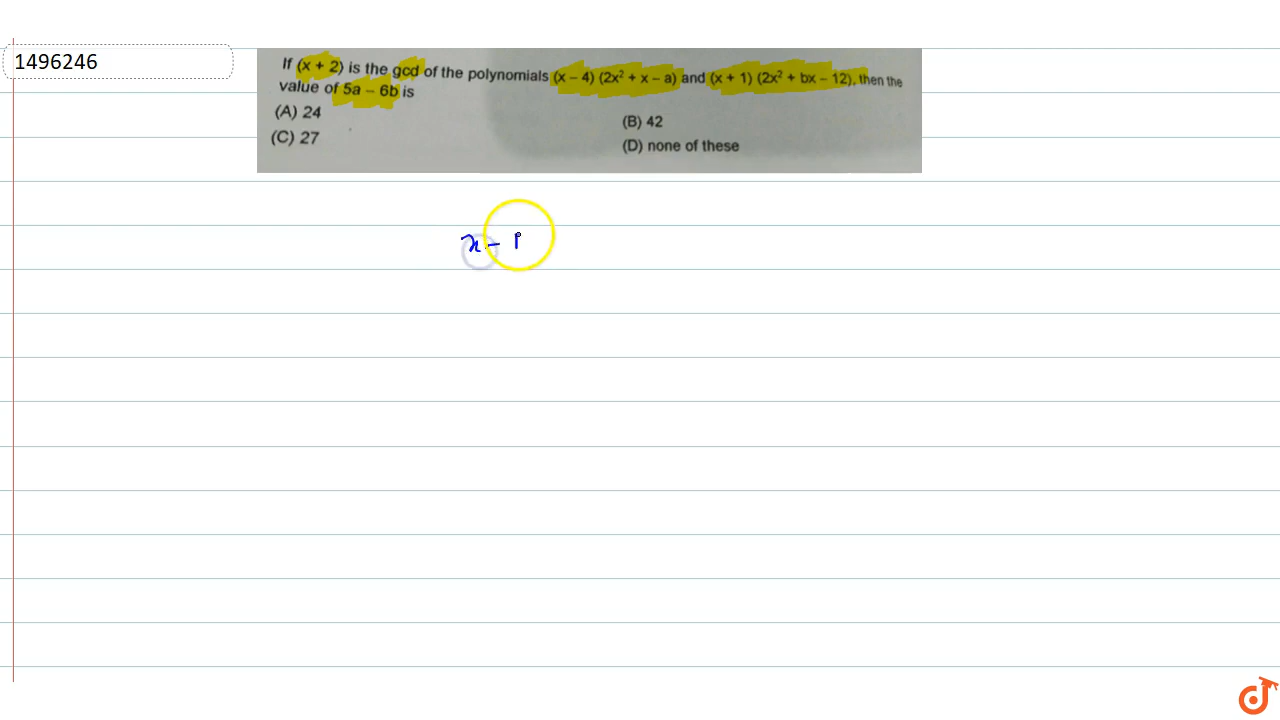 1496246
If (x + 2) is the gcd of the polynomials (x – 4) (2x² + x – a) and (x + 1) (2x² + bx – 12), then the
value of 5a – 6b is
(A) 24
(B) 42
(C) 27
(D) none of these
x – 1